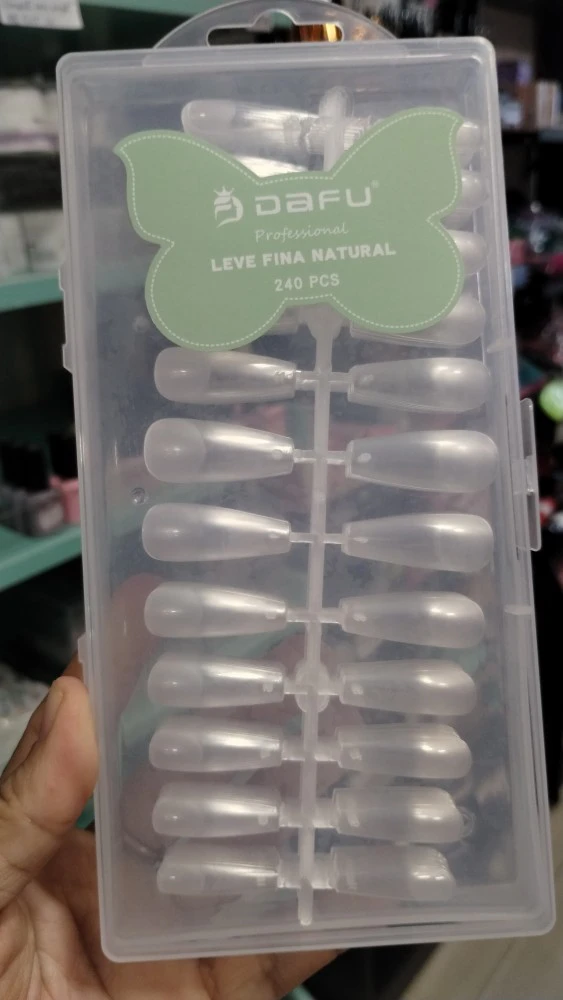 DAFU®
Professional
LEVE FINA NATURAL
240 PCS